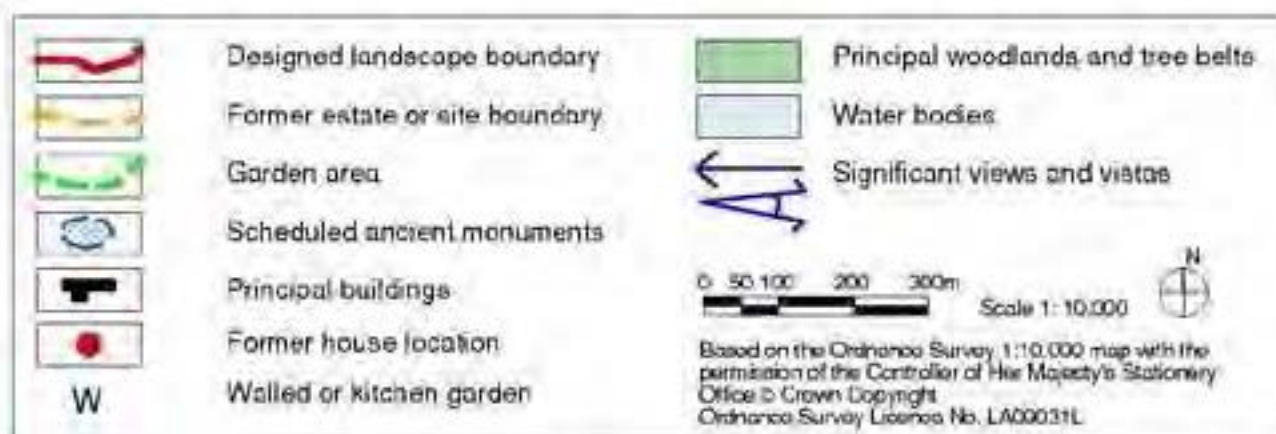 Designed landscape boundary
Former estate or site boundary
Garden area
Scheduled ancient monuments
Principal buildings
Former house location
W Walled or kitchen garden
Principal woodlands and tree belts
Water bodies
Significant views and vistas
0 50 100 200 300m
Scale 1: 10,000
N
Based on the Ordnance Survey 1:10,000 map with the
permission of the Controller of Her Majesty's Stationery
Office © Crown Copyright
Ordnance Survey Licence No. LA09031L